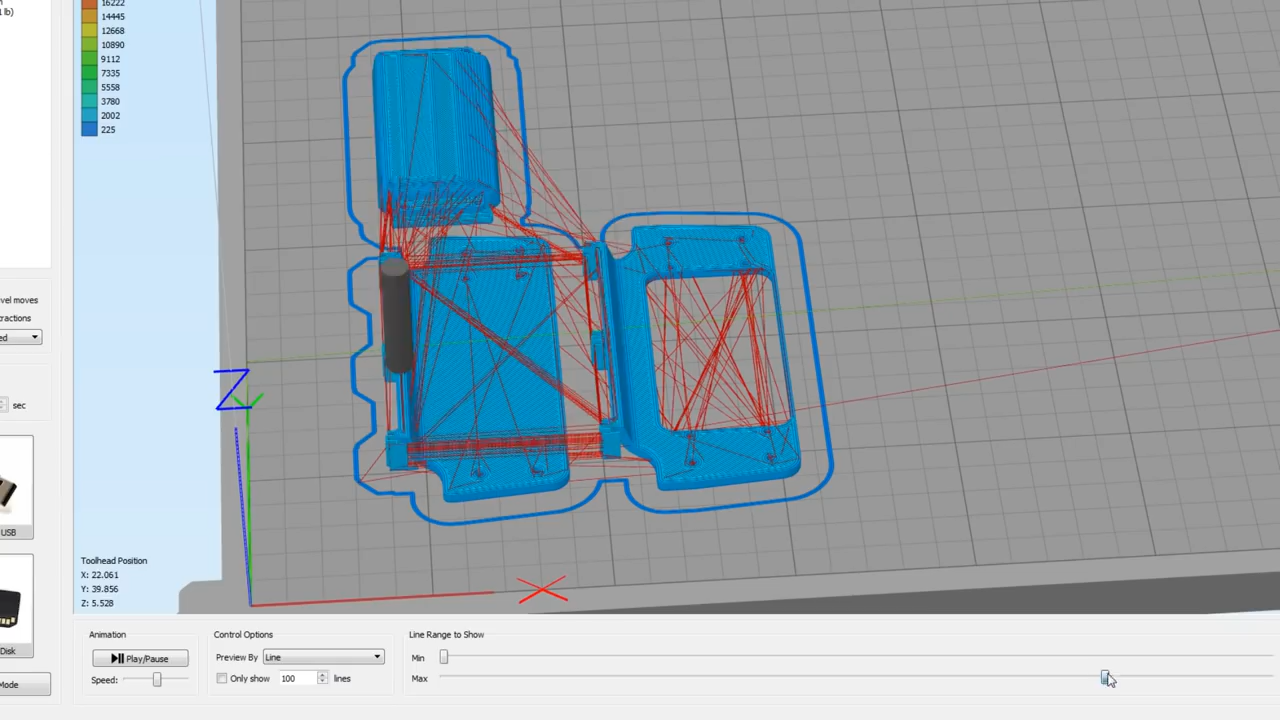 l lb)
16222
14445
12668
10890
9112
7335
5558
3780
2002
225
vel moves
ractions
ed
sec
USB
Disk
Mode
Z
X
Toolhead Position
X: 22.061
Y: 39.856
Z: 5.528
Animation
Play/Pause
Speed:
Control Options
Preview By Line
Only show 100 lines
Line Range to Show
Min
Max